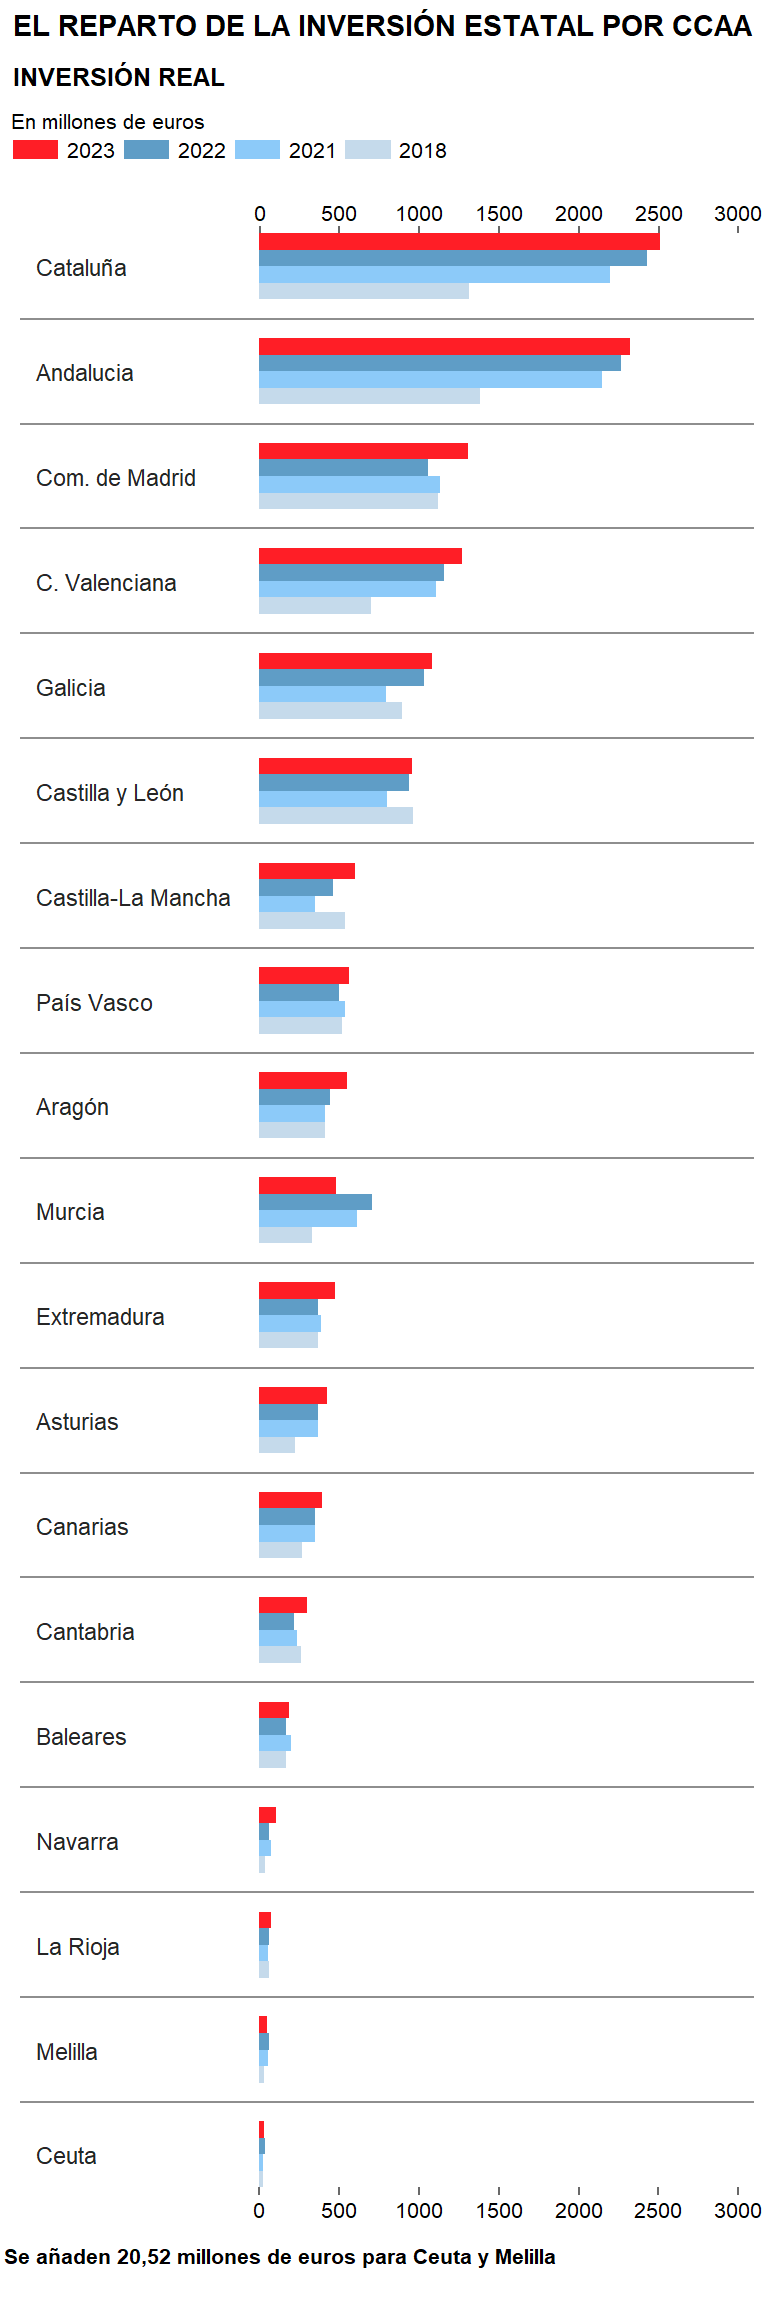 EL REPARTO DE LA INVERSIÓN ESTATAL POR CCAA
INVERSIÓN REAL
En millones de euros
2023 2022 2021 2018
0 500 1000 1500 2000 2500 3000
Cataluña
Andalucia
Com. de Madrid
C. Valenciana
Galicia
Castilla y León
Castilla-La Mancha
País Vasco
Aragón
Murcia
Extremadura
Asturias
Canarias
Cantabria
Baleares
Navarra
La Rioja
Melilla
Ceuta
0 500 1000 1500 2000 2500 3000
Se añaden 20,52 millones de euros para Ceuta y Melilla